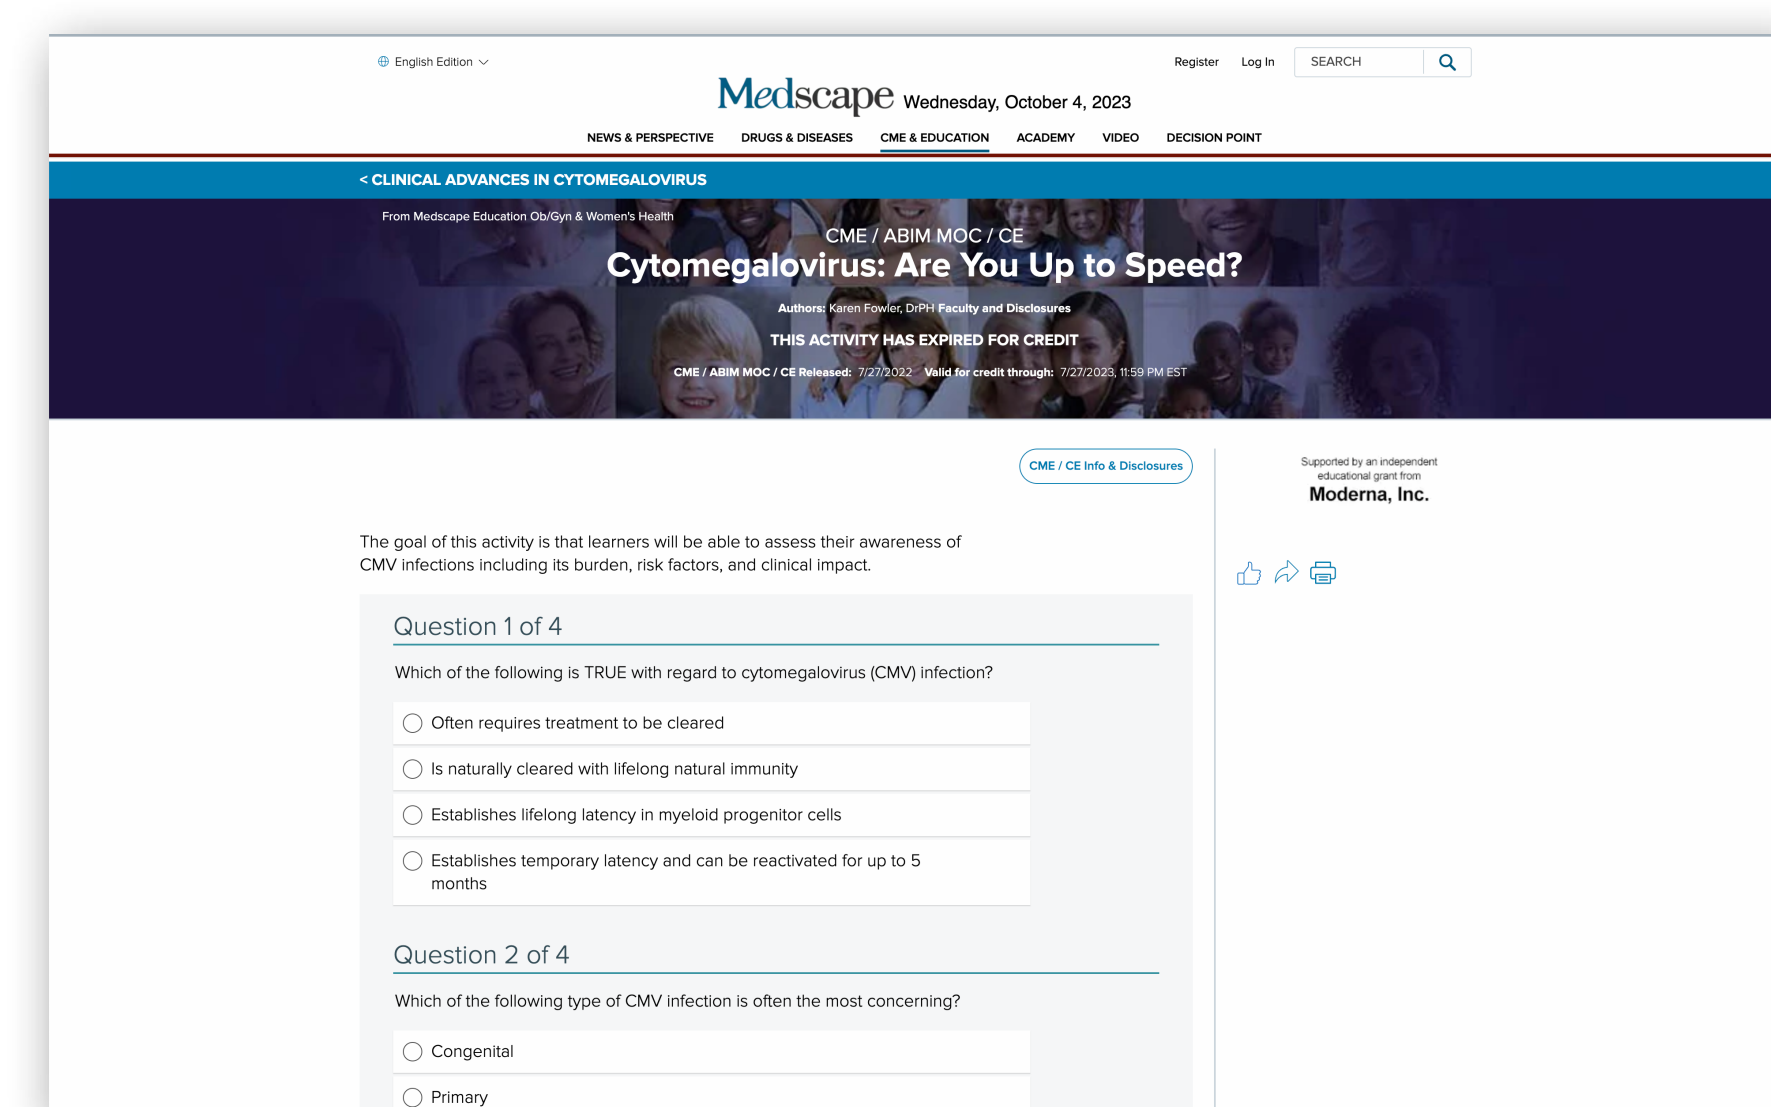 English Edition
Register Log In SEARCH
Medscape Wednesday, October 4, 2023
NEWS & PERSPECTIVE DRUGS & DISEASES CME & EDUCATION ACADEMY VIDEO DECISION POINT
< CLINICAL ADVANCES IN CYTOMEGALOVIRUS
From Medscape Education Ob/Gyn & Women's Health
CME / ABIM MOC / CE
Cytomegalovirus: Are You Up to Speed?
Authors: Karen Fowler, DrPH Faculty and Disclosures
THIS ACTIVITY HAS EXPIRED FOR CREDIT
CME / ABIM MOC / CE Released: 7/27/2022 Valid for credit through: 7/27/2023, 11:59 PM EST
CME / CE Info & Disclosures
Supported by an independent
educational grant from
Moderna, Inc.
The goal of this activity is that learners will be able to assess their awareness of
CMV infections including its burden, risk factors, and clinical impact.
Question 1 of 4
Which of the following is TRUE with regard to cytomegalovirus (CMV) infection?
Often requires treatment to be cleared
Is naturally cleared with lifelong natural immunity
Establishes lifelong latency in myeloid progenitor cells
Establishes temporary latency and can be reactivated for up to 5
months
Question 2 of 4
Which of the following type of CMV infection is often the most concerning?
Congenital
Primary